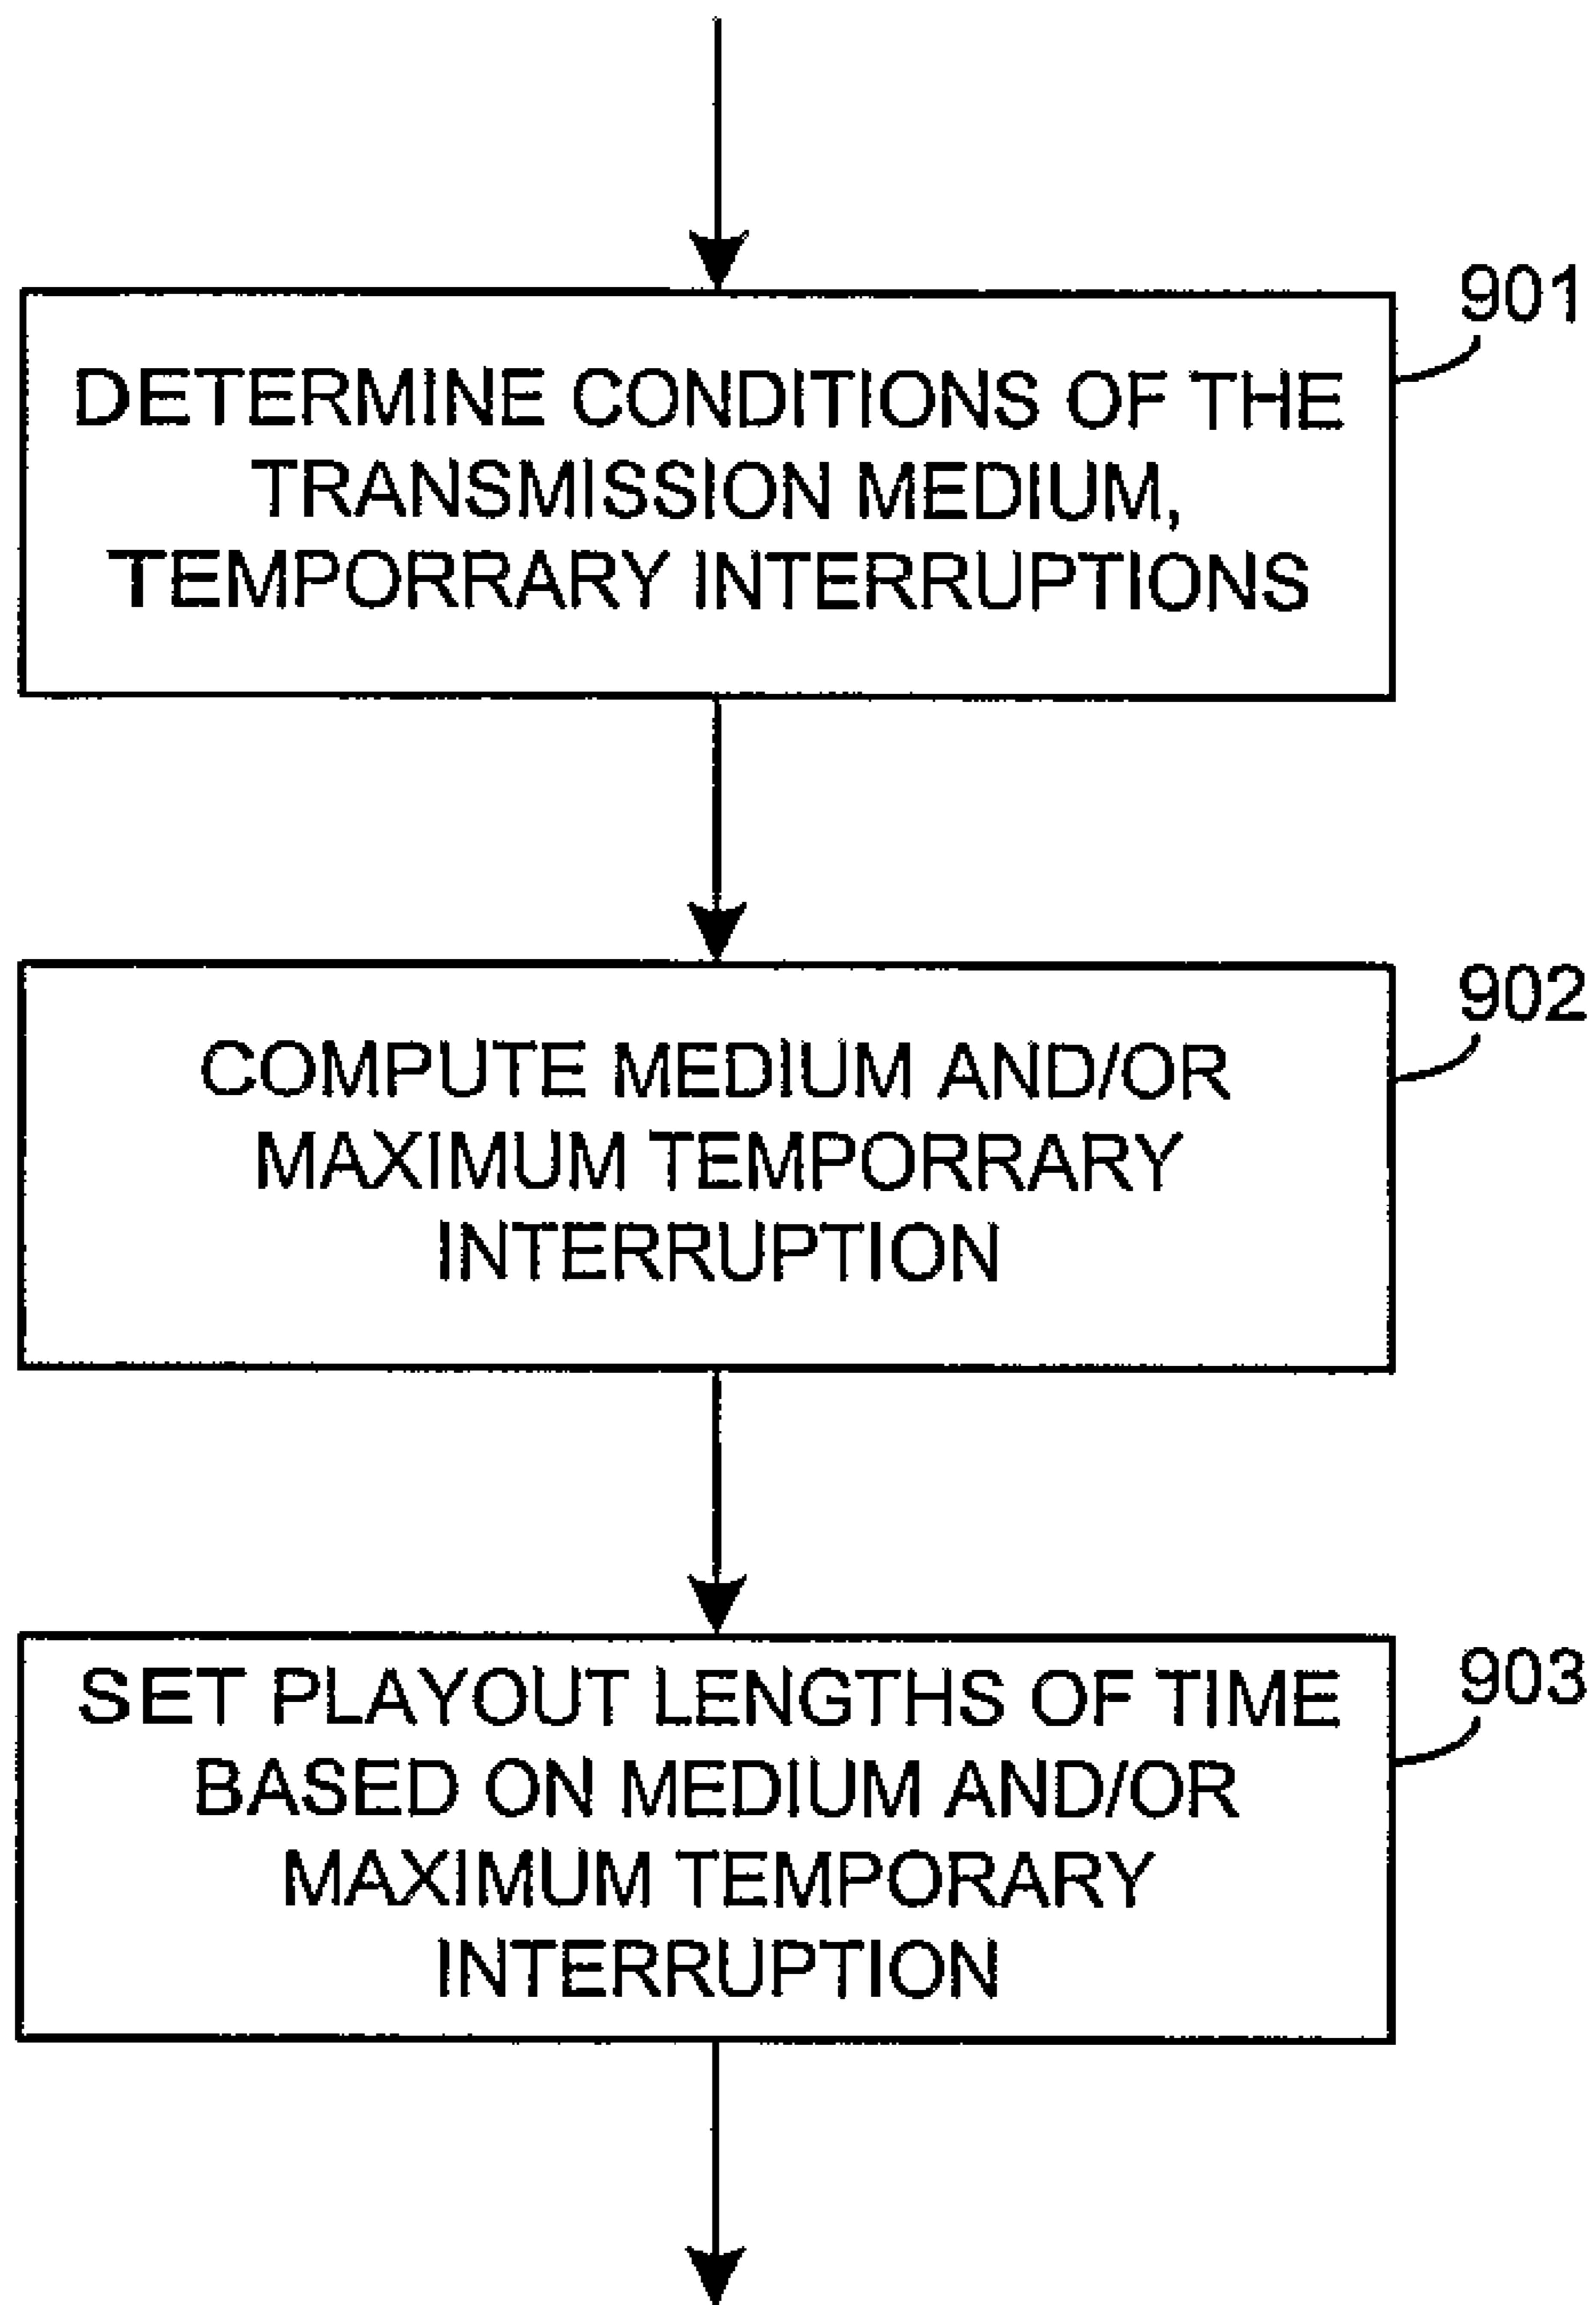 901
DETERMINE CONDITIONS OF THE
TRANSMISSION MEDIUM,
TEMPORRARY INTERRUPTIONS
902
COMPUTE MEDIUM AND/OR
MAXIMUM TEMPORRARY
INTERRUPTION
903
SET PLAYOUT LENGTHS OF TIME
BASED ON MEDIUM AND/OR
MAXIMUM TEMPORARY
INTERRUPTION